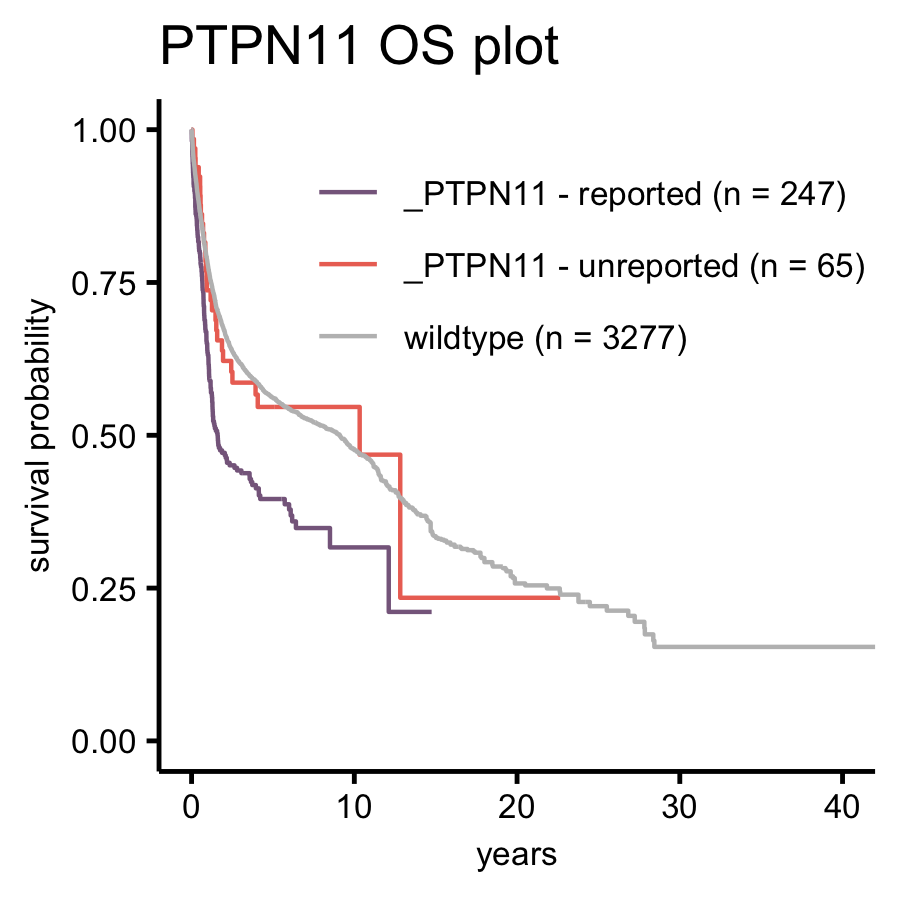 PTPN11 OS plot
1.00
0.75
0.50
0.25
0.00
survival probability
_PTPN11 - reported (n = 247)
_PTPN11 - unreported (n = 65)
wildtype (n = 3277)
0 10 20 30 40
years